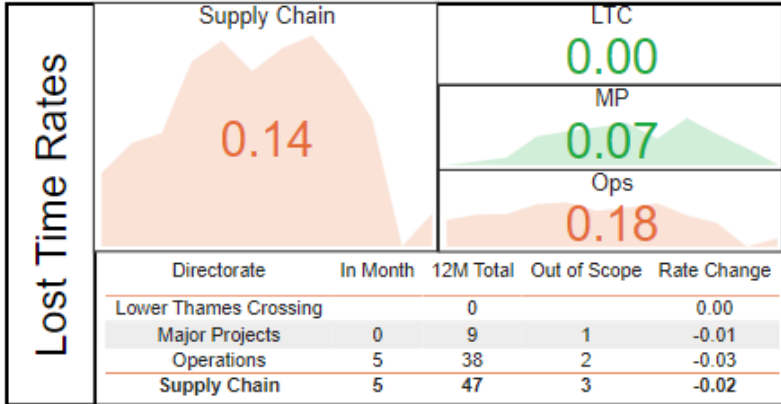 Lost Time Rates
Supply Chain
0.14
LTC
0.00
MP
0.07
Ops
0.18
Directorate In Month 12M Total Out of Scope Rate Change
Lower Thames Crossing 0 0.00
Major Projects 0 9 1 -0.01
Operations 5 38 2 -0.03
Supply Chain 5 47 3 -0.02